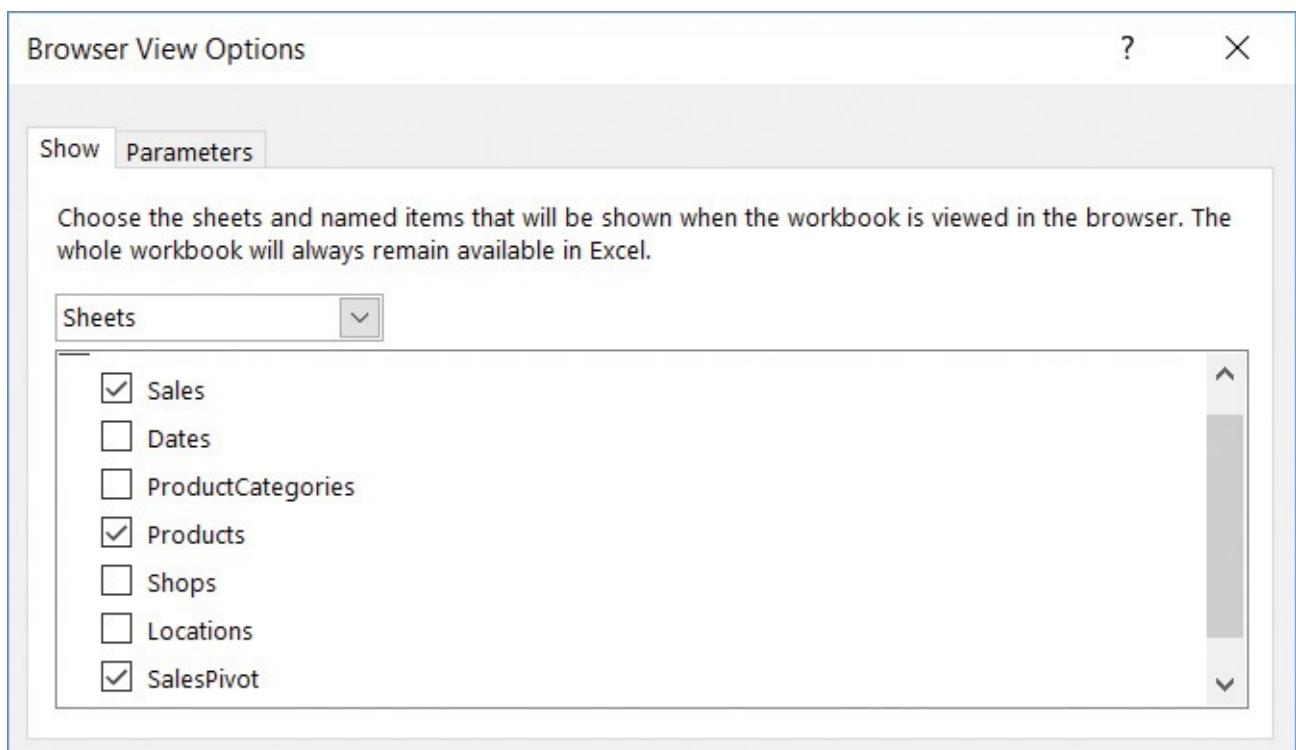 Browser View Options
?
Show
Parameters
Choose the sheets and named items that will be shown when the workbook is viewed in the browser. The
whole workbook will always remain available in Excel.
Sheets
Sales
Dates
ProductCategories
Products
Shops
Locations
SalesPivot